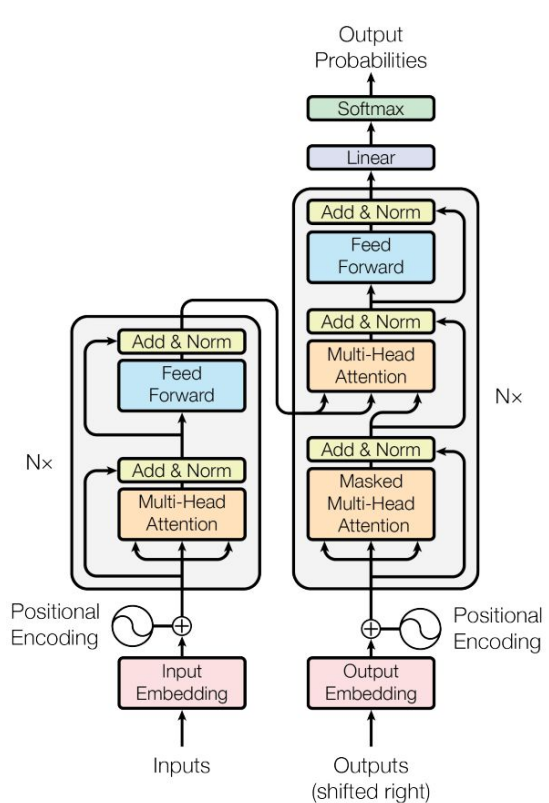 Output
Probabilities
Softmax
Linear
Add & Norm
Feed
Forward
Add & Norm
Multi-Head
Attention
Add & Norm
Masked
Multi-Head
Attention
N×
Add & Norm
Feed
Forward
Add & Norm
Multi-Head
Attention
N×
Positional
Encoding
Positional
Encoding
Input
Embedding
Output
Embedding
Inputs
Outputs
(shifted right)